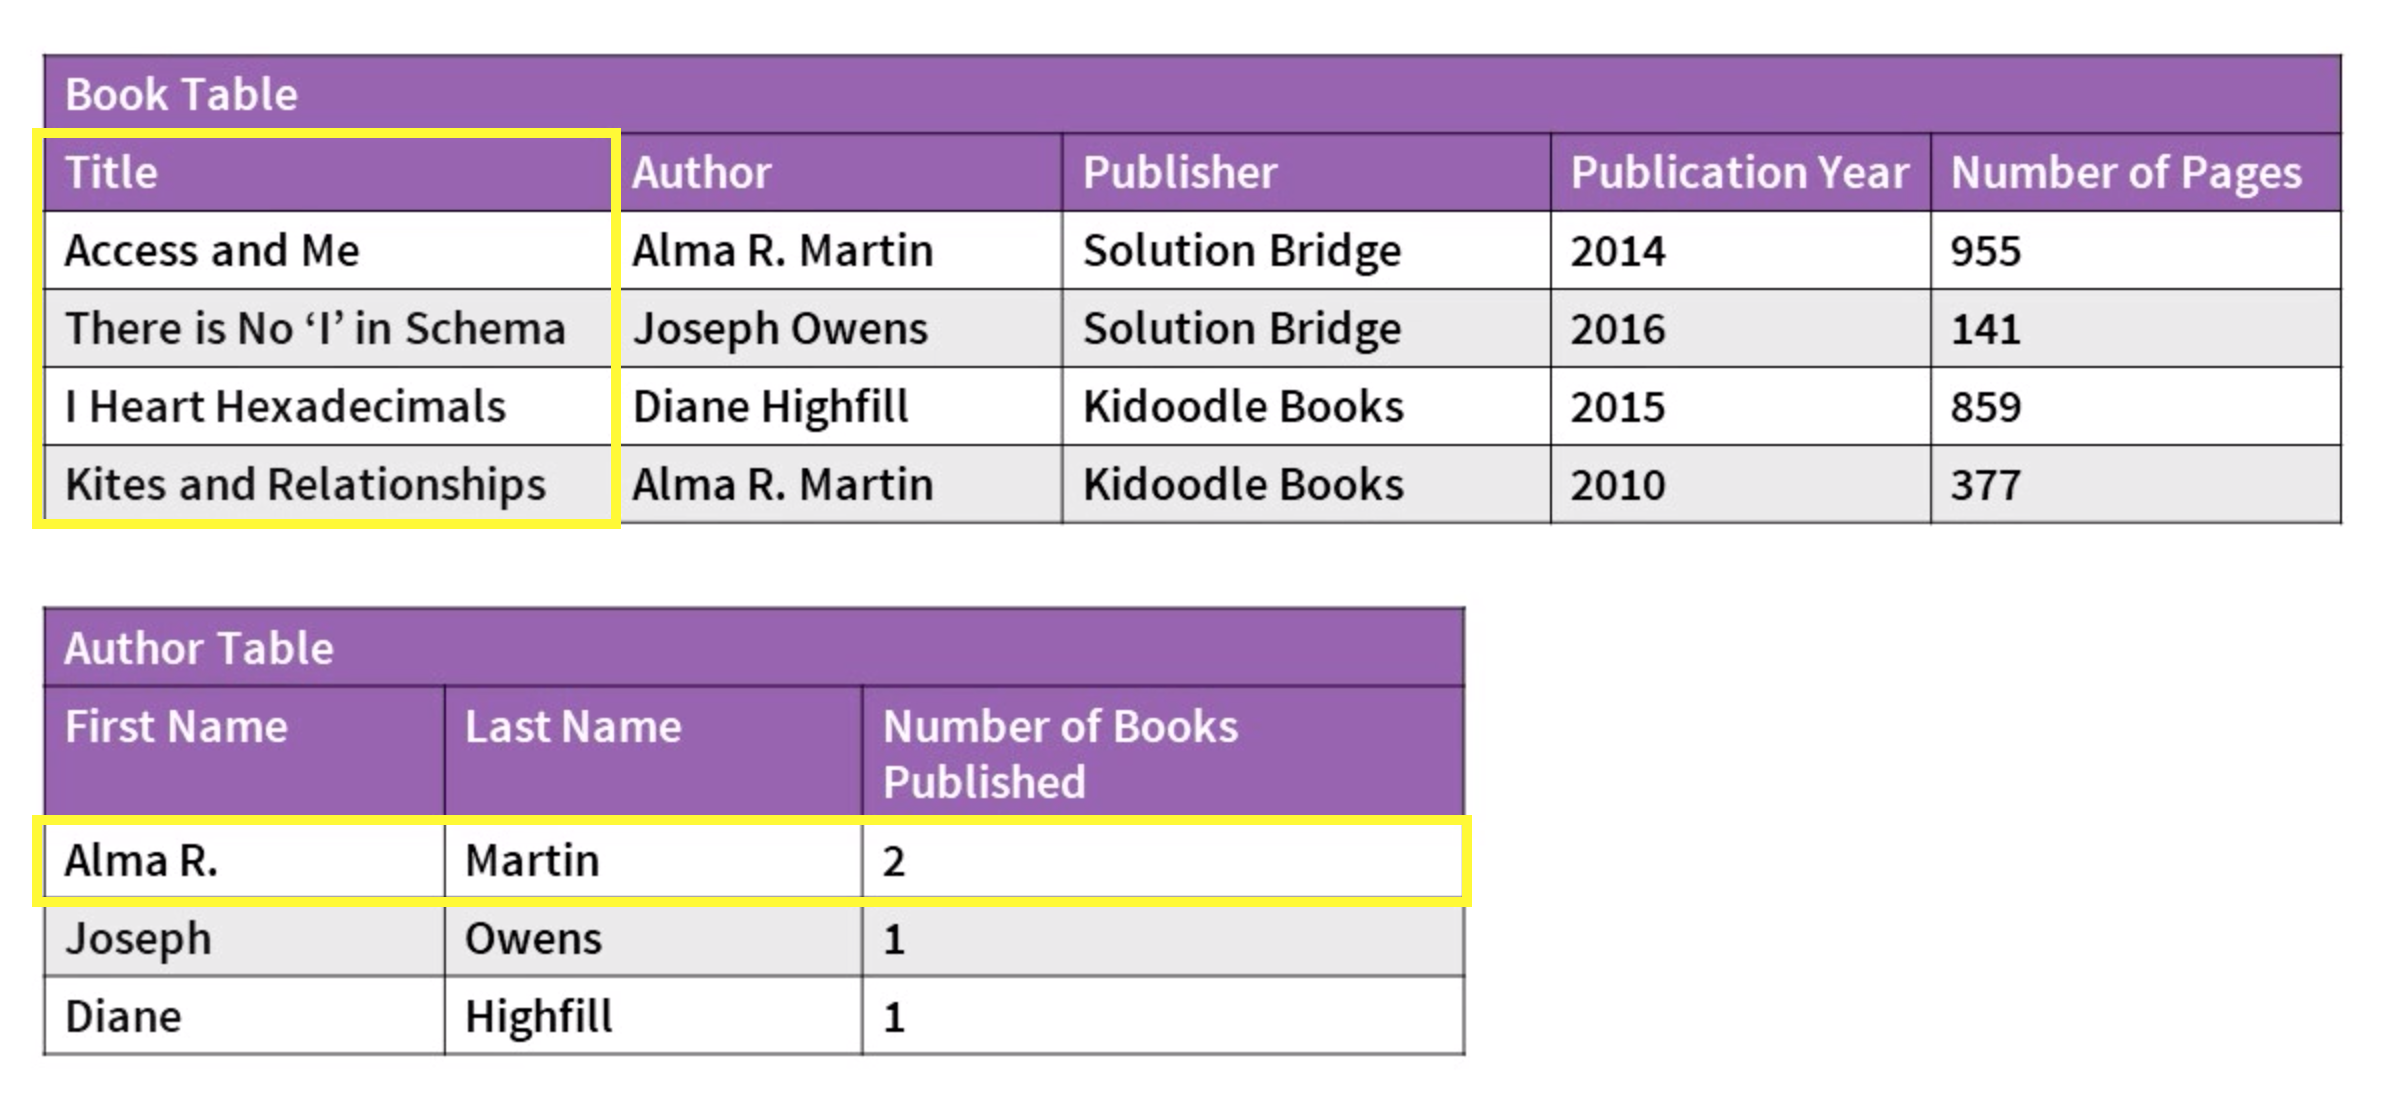 Book Table
Title Author Publisher Publication Year Number of Pages
Access and Me Alma R. Martin Solution Bridge 2014 955
There is No ‘I’ in Schema Joseph Owens Solution Bridge 2016 141
I Heart Hexadecimals Diane Highfill Kidoodle Books 2015 859
Kites and Relationships Alma R. Martin Kidoodle Books 2010 377
Author Table
First Name Last Name Number of Books
Published
Alma R. Martin 2
Joseph Owens 1
Diane Highfill 1